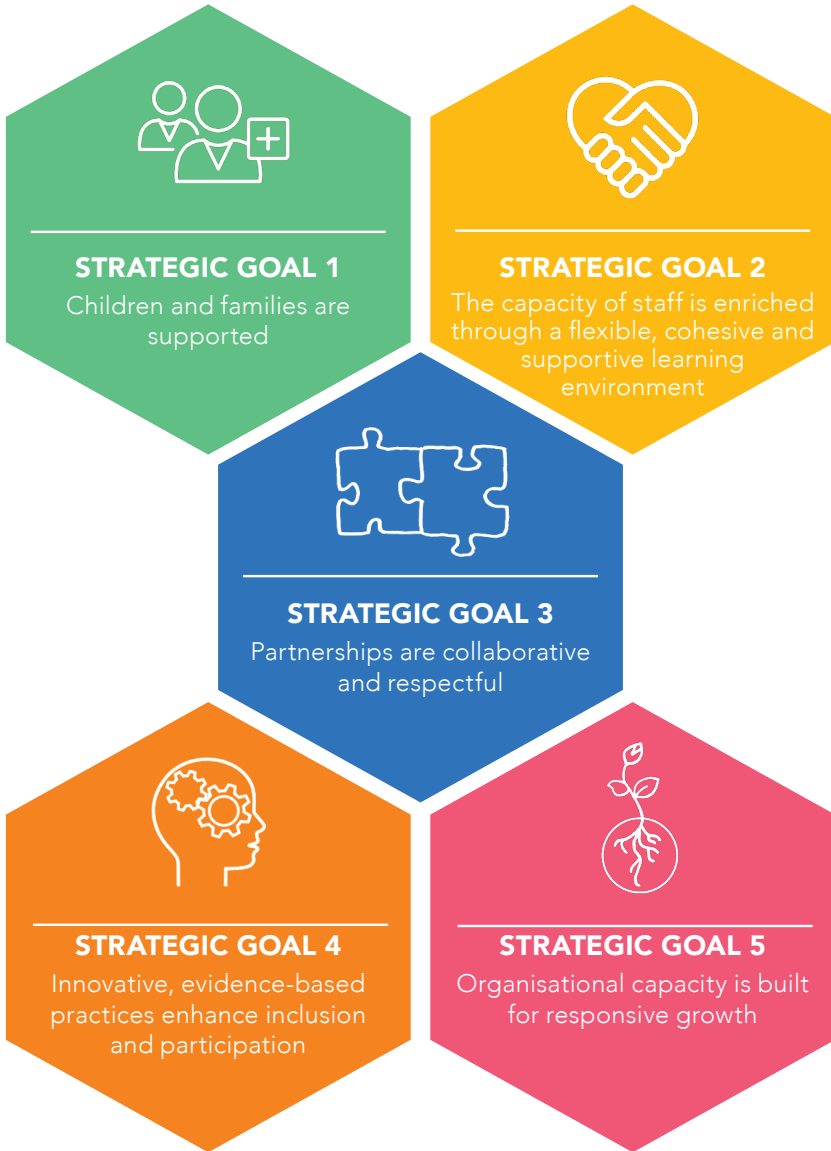 STRATEGIC GOAL 1
Children and families are
supported
STRATEGIC GOAL 2
The capacity of staff is enriched
through a flexible, cohesive and
supportive learning
environment
STRATEGIC GOAL 3
Partnerships are collaborative
and respectful
STRATEGIC GOAL 4
Innovative, evidence-based
practices enhance inclusion
and participation
STRATEGIC GOAL 5
Organisational capacity is built
for responsive growth